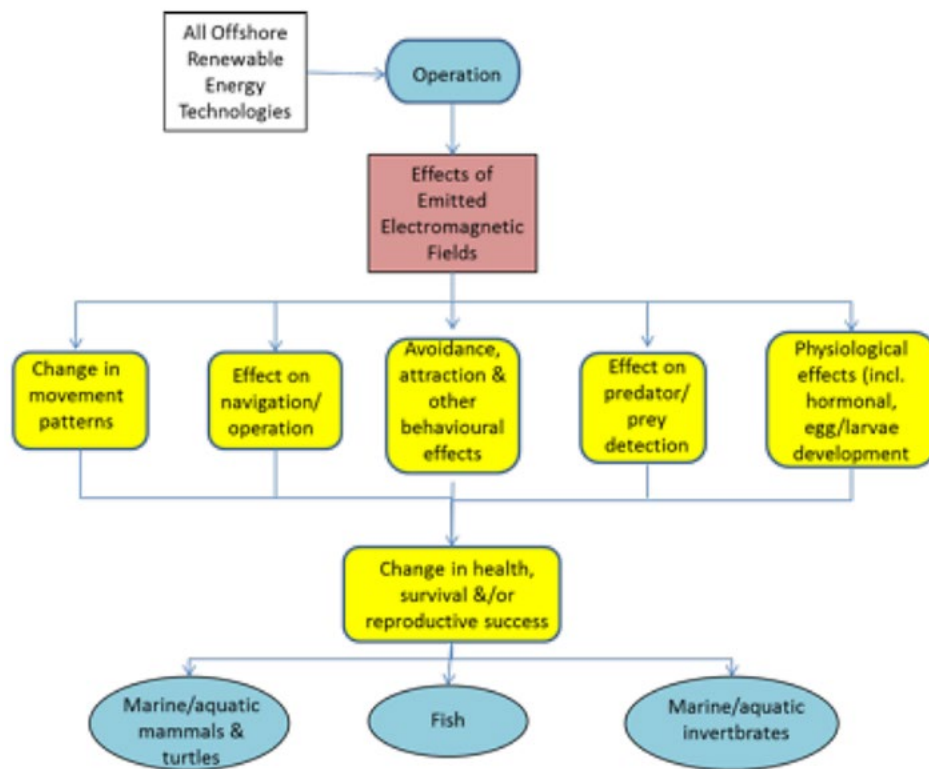 All Offshore
Renewable
Energy
Technologies
Operation
Effects of
Emitted
Electromagnetic
Fields
Change in
movement
patterns
Effect on
navigation/
operation
Avoidance,
attraction &
other
behavioural
effects
Effect on
predator/
prey
detection
Physiological
effects (incl.
hormonal,
egg/larvae
development
Change in health,
survival &/or
reproductive success
Marine/aquatic
mammals &
turtles
Fish
Marine/aquatic
invertbrates